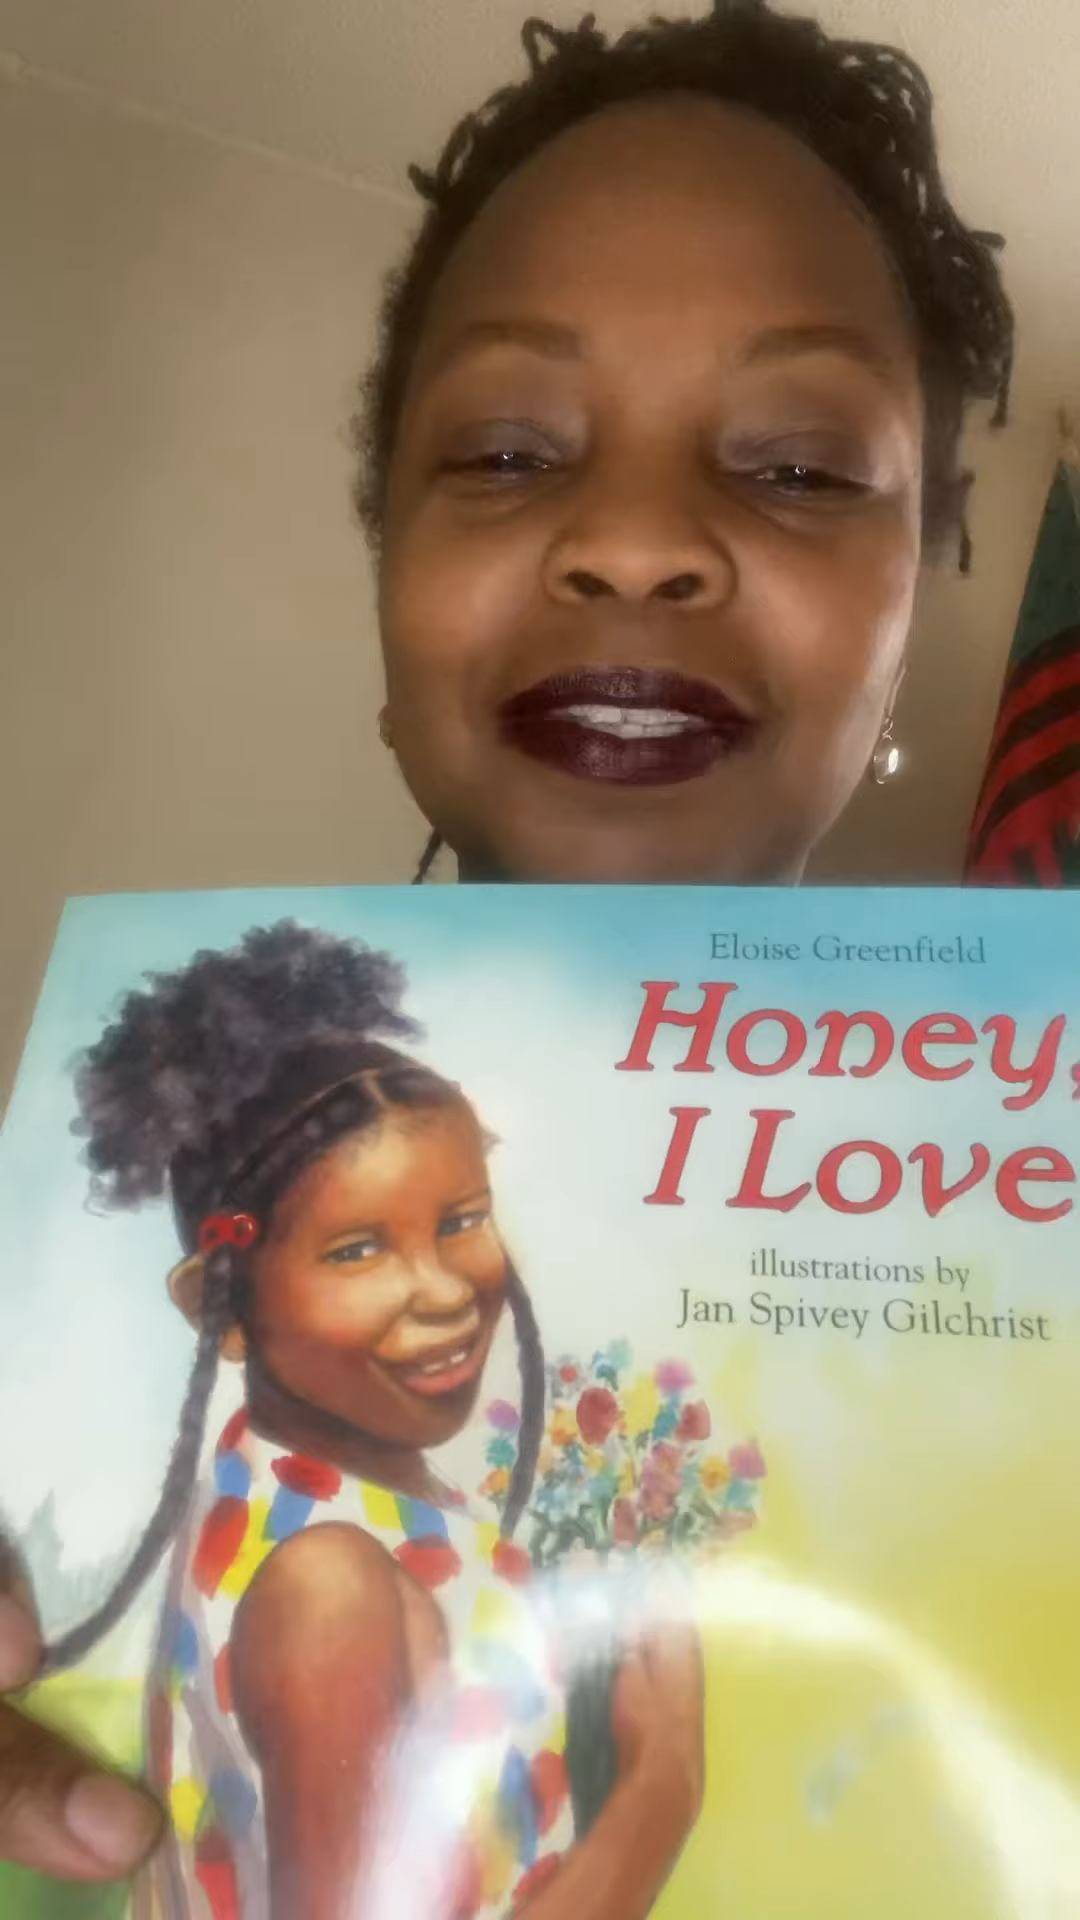 Eloise Greenfield
Honey,
I Love
illustrations by
Jan Spivey Gilchrist